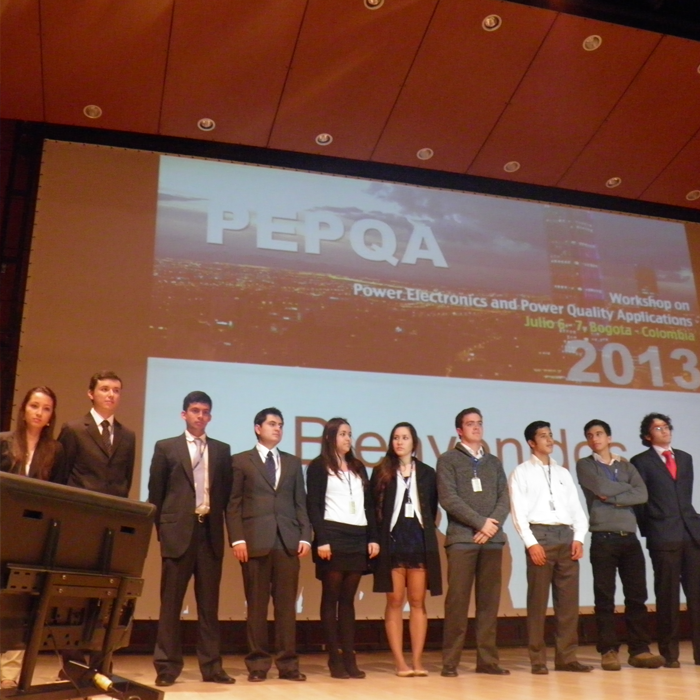 PEPQA
Workshop on
Power Electronics and Power Quality Applications
Julio 6 - 7, Bogota - Colombia
2013
Bienvenidos